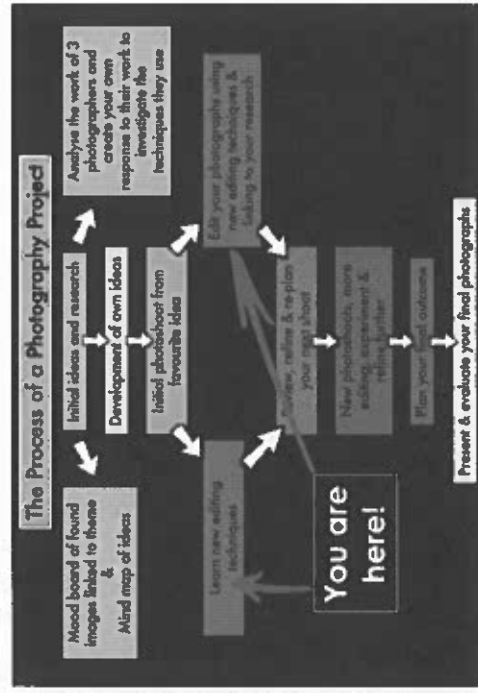 The Process of a Photography Project
Mood board of found
images linked to theme
&
Mind map of ideas
Initial ideas and research
Analyse the work of 3
photographers and
create your own
response to their work to
investigate the
techniques they use
Development of own ideas
Initial photoshoot from
favourite idea
Learn new editing
techniques
Edit your photographs using
new editing techniques &
linking to your research
Review, refine & re-plan
your next shoot
You are
here!
New photoshoots, more
editing, experiment &
refine further
Plan your final outcome
Present & evaluate your final photographs